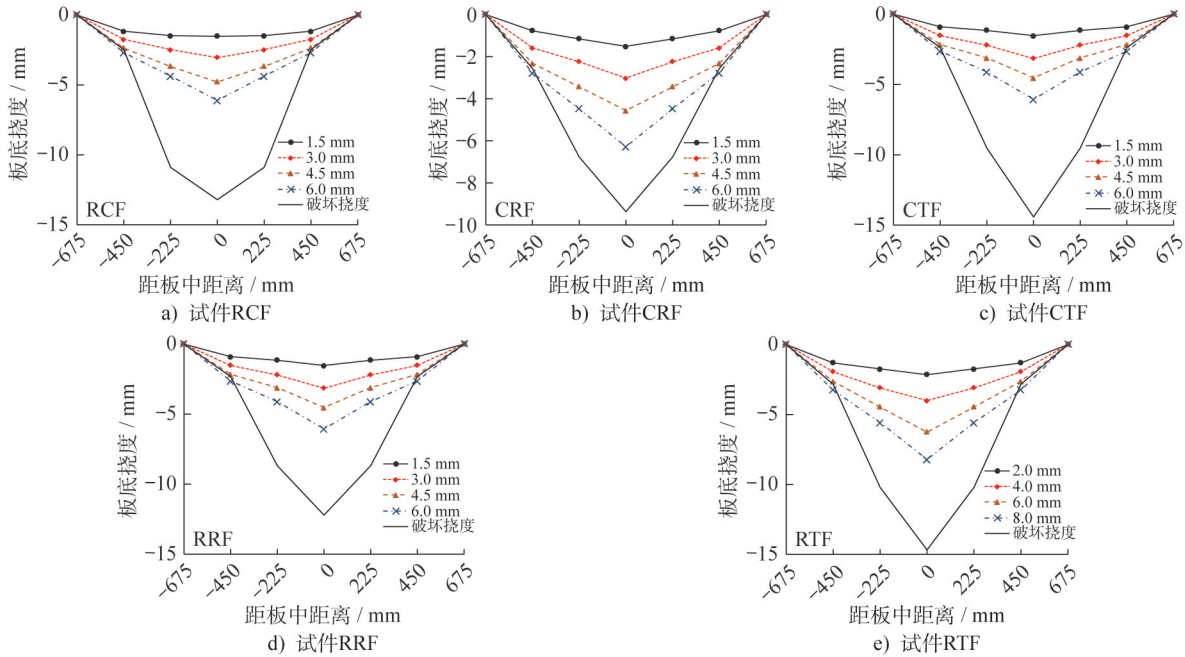 0
−5
−10
−15
板底挠度 / mm
1.5 mm
3.0 mm
4.5 mm
6.0 mm
破坏挠度
RCF
−675
−450
−225
0
225
450
675
距板中距离 / mm
a) 试件RCF
0
−2
−4
−6
−8
−10
板底挠度 / mm
1.5 mm
3.0 mm
4.5 mm
6.0 mm
破坏挠度
CRF
−675
−450
−225
0
225
450
675
距板中距离 / mm
b) 试件CRF
0
−5
−10
−15
板底挠度 / mm
1.5 mm
3.0 mm
4.5 mm
6.0 mm
破坏挠度
CTF
−675
−450
−225
0
225
450
675
距板中距离 / mm
c) 试件CTF
0
−5
−10
−15
板底挠度 / mm
1.5 mm
3.0 mm
4.5 mm
6.0 mm
破坏挠度
RRF
−675
−450
−225
0
225
450
675
距板中距离 / mm
d) 试件RRF
0
−5
−10
−15
板底挠度 / mm
2.0 mm
4.0 mm
6.0 mm
8.0 mm
破坏挠度
RTF
−675
−450
−225
0
225
450
675
距板中距离 / mm
e) 试件RTF